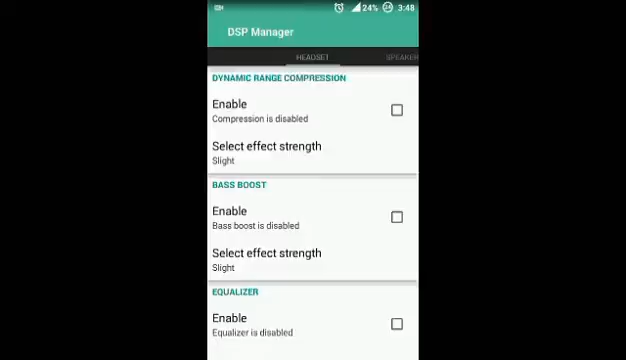 24% 24 3:48
DSP Manager
HEADSET SPEAKER
DYNAMIC RANGE COMPRESSION
Enable
Compression is disabled
Select effect strength
Slight
BASS BOOST
Enable
Bass boost is disabled
Select effect strength
Slight
EQUALIZER
Enable
Equalizer is disabled